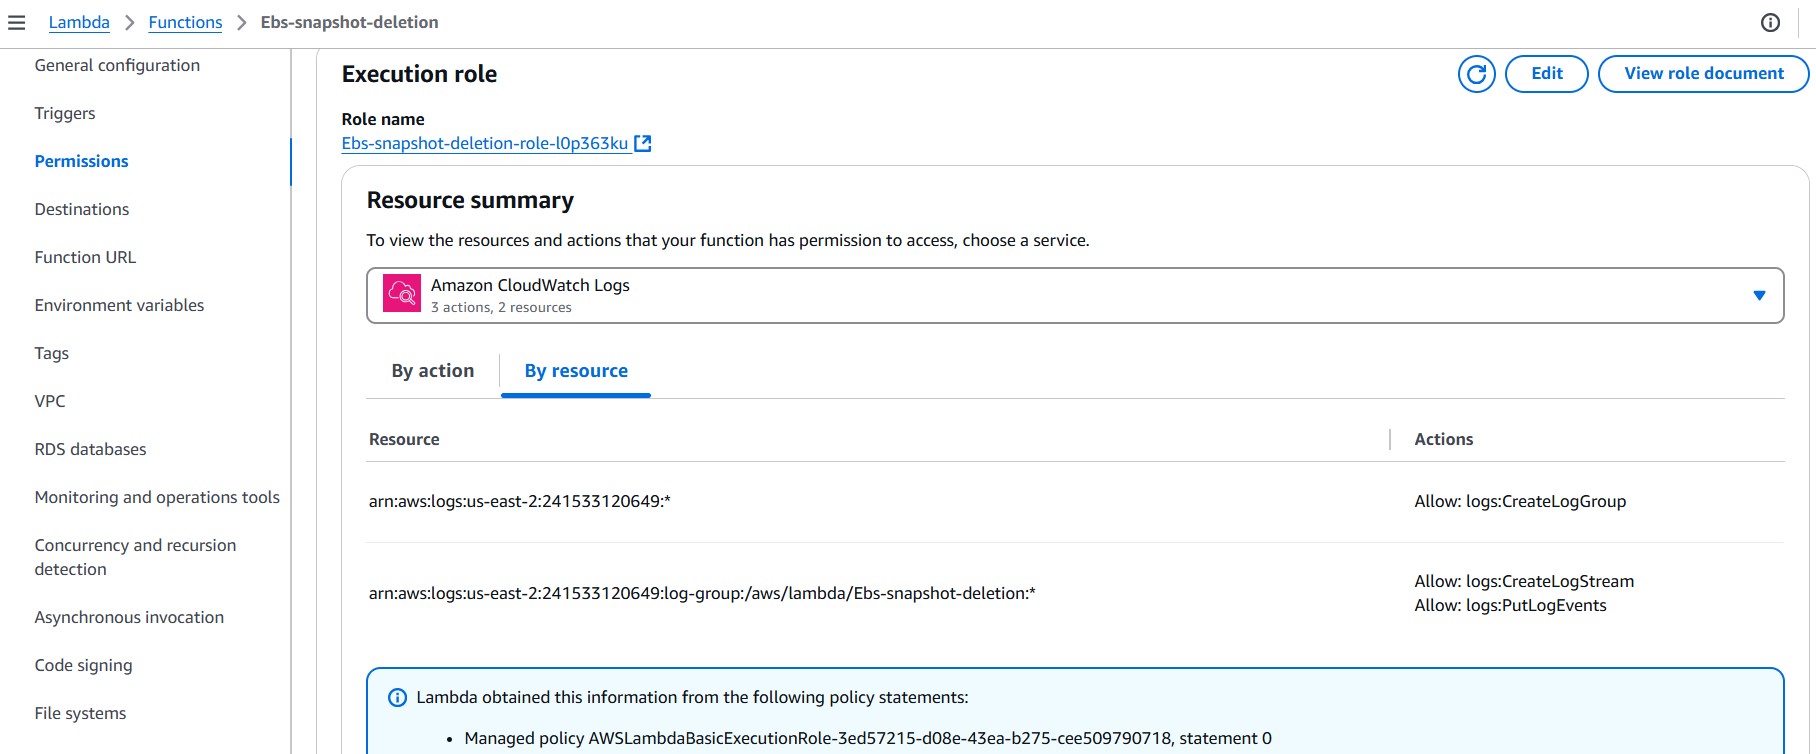 Lambda > Functions > Ebs-snapshot-deletion
General configuration
Triggers
Permissions
Destinations
Function URL
Environment variables
Tags
VPC
RDS databases
Monitoring and operations tools
Concurrency and recursion
detection
Asynchronous invocation
Code signing
File systems
Execution role
Edit
View role document
Role name
Ebs-snapshot-deletion-role-l0p363ku
Resource summary
To view the resources and actions that your function has permission to access, choose a service.
Amazon CloudWatch Logs
3 actions, 2 resources
By action
By resource
Resource
Actions
arn:aws:logs:us-east-2:241533120649:*
Allow: logs:CreateLogGroup
arn:aws:logs:us-east-2:241533120649:log-group:/aws/lambda/Ebs-snapshot-deletion:*
Allow: logs:CreateLogStream
Allow: logs:PutLogEvents
Lambda obtained this information from the following policy statements:
• Managed policy AWSLambdaBasicExecutionRole-3ed57215-d08e-43ea-b275-cee509790718, statement 0